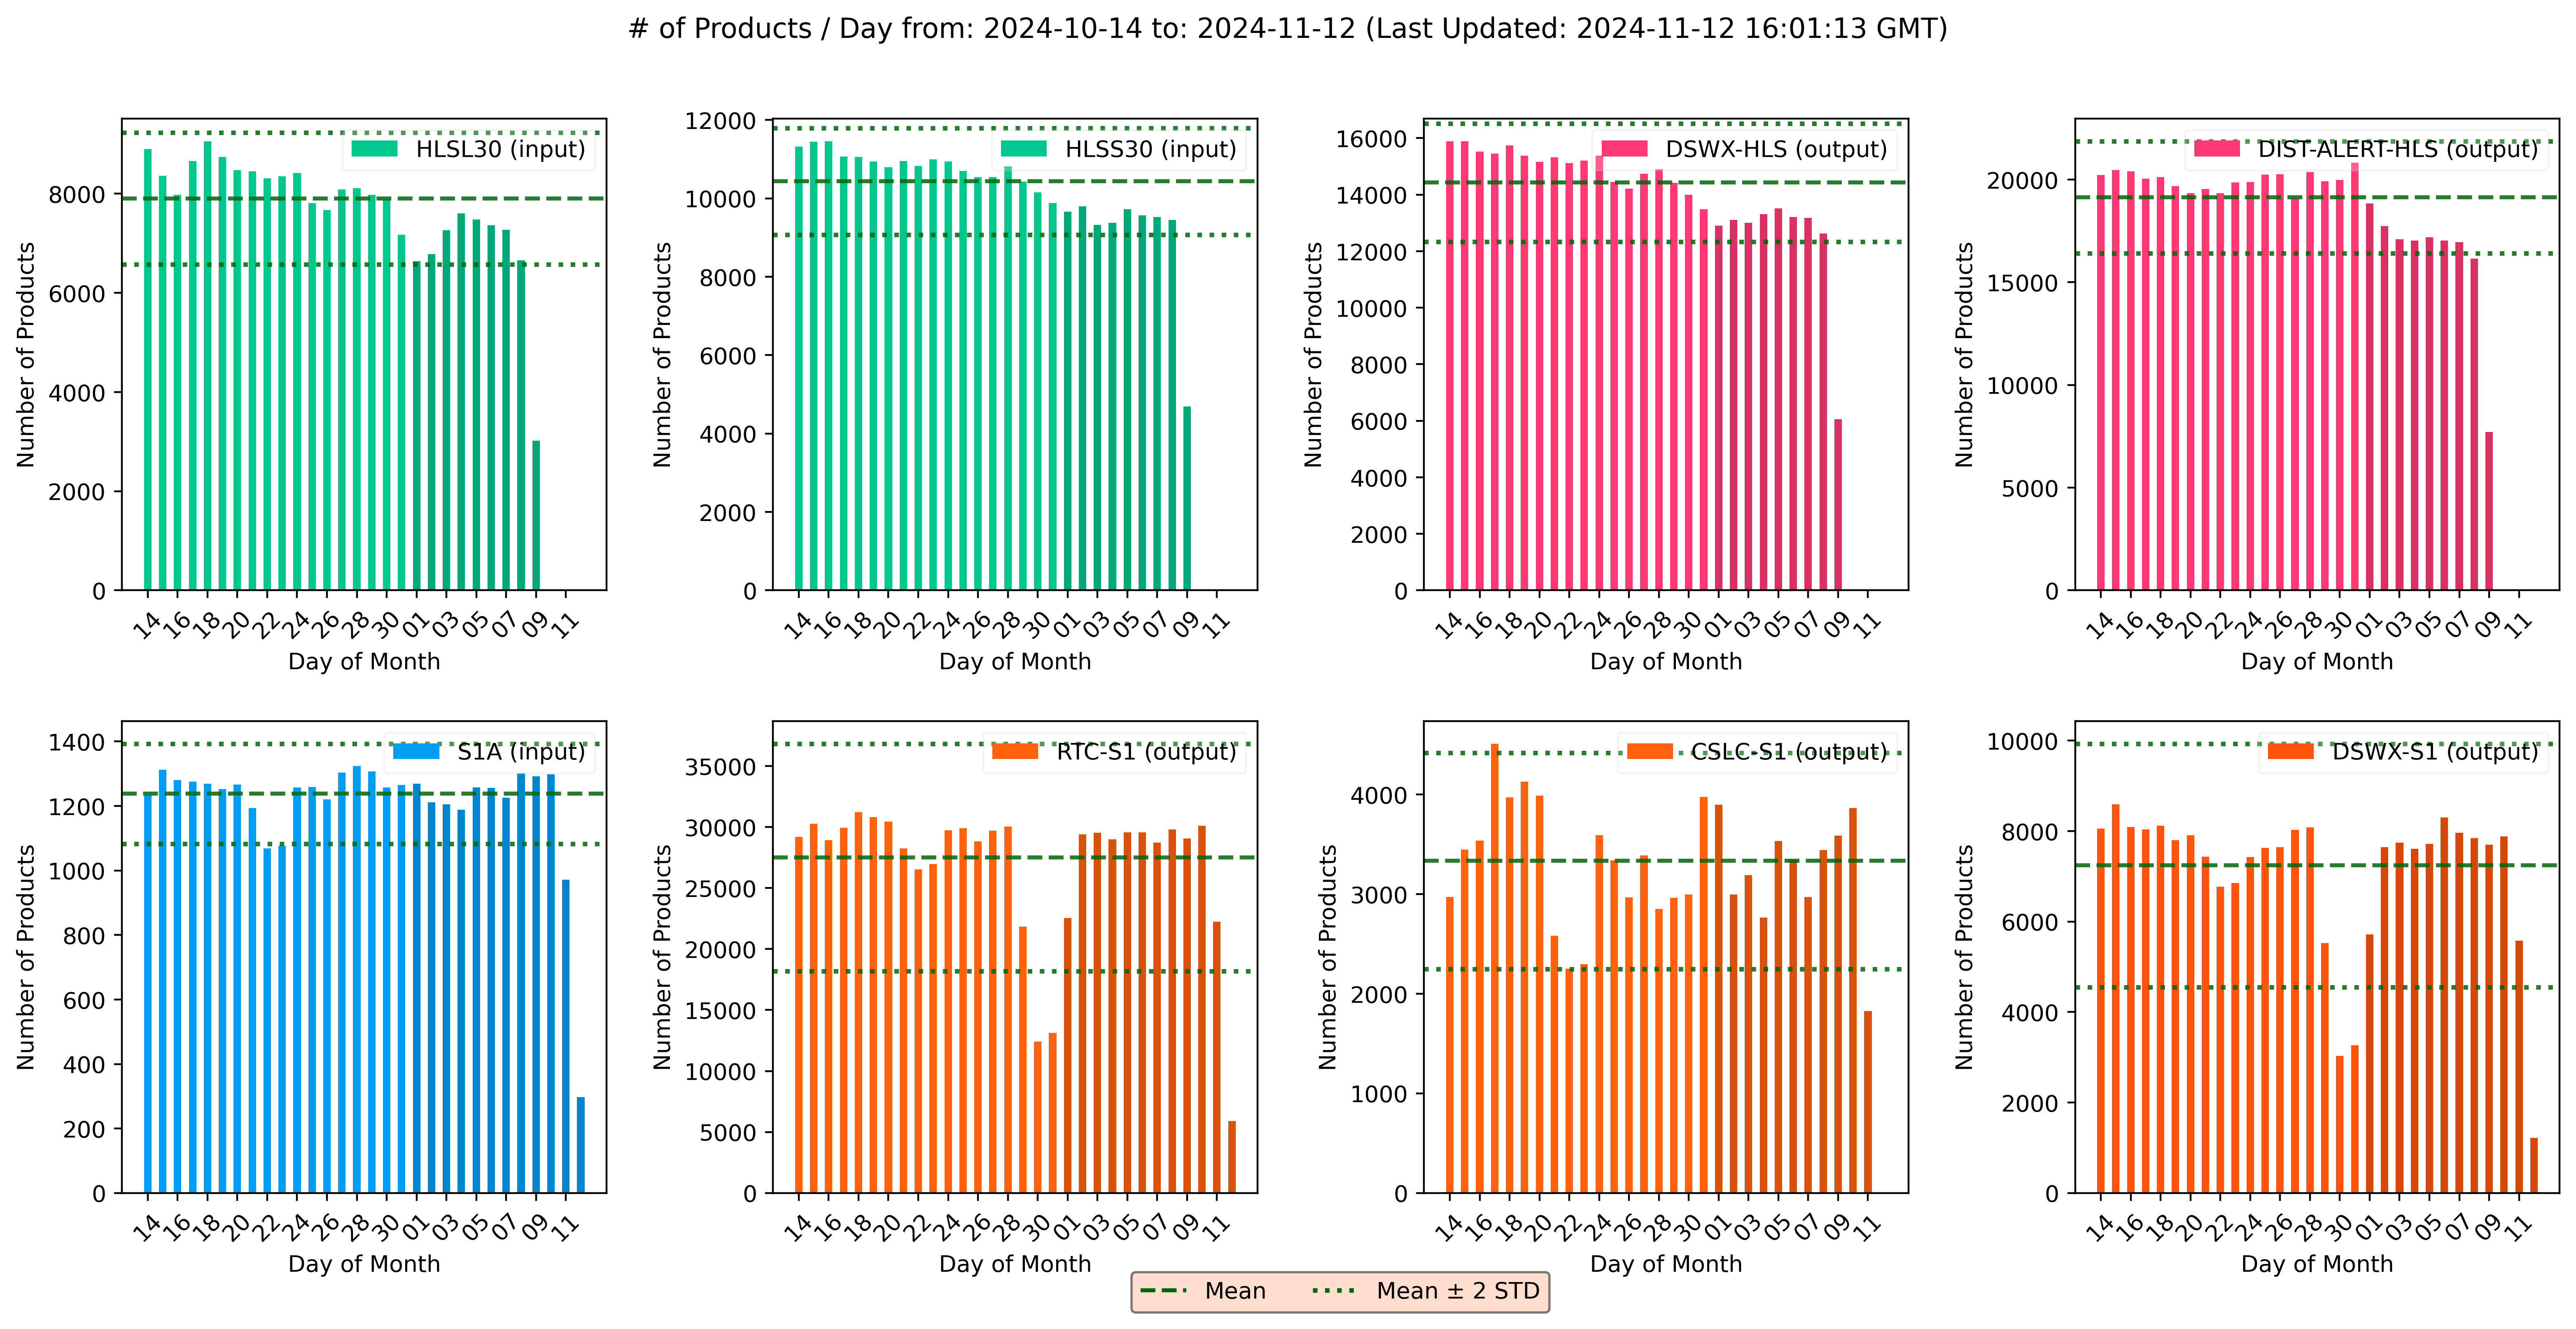 # of Products / Day from: 2024-10-14 to: 2024-11-12 (Last Updated: 2024-11-12 16:01:13 GMT)
HLSL30 (input)
Number of Products
8000
6000
4000
2000
0
14 16 18 20 22 24 26 28 30 01 03 05 07 09 11
Day of Month
HLSS30 (input)
Number of Products
12000
10000
8000
6000
4000
2000
0
14 16 18 20 22 24 26 28 30 01 03 05 07 09 11
Day of Month
DSWX-HLS (output)
Number of Products
16000
14000
12000
10000
8000
6000
4000
2000
0
14 16 18 20 22 24 26 28 30 01 03 05 07 09 11
Day of Month
DIST-ALERT-HLS (output)
Number of Products
20000
15000
10000
5000
0
14 16 18 20 22 24 26 28 30 01 03 05 07 09 11
Day of Month
S1A (input)
Number of Products
1400
1200
1000
800
600
400
200
0
14 16 18 20 22 24 26 28 30 01 03 05 07 09 11
Day of Month
RTC-S1 (output)
Number of Products
35000
30000
25000
20000
15000
10000
5000
0
14 16 18 20 22 24 26 28 30 01 03 05 07 09 11
Day of Month
CSLC-S1 (output)
Number of Products
4000
3000
2000
1000
0
14 16 18 20 22 24 26 28 30 01 03 05 07 09 11
Day of Month
DSWX-S1 (output)
Number of Products
10000
8000
6000
4000
2000
0
14 16 18 20 22 24 26 28 30 01 03 05 07 09 11
Day of Month
Mean
Mean ± 2 STD